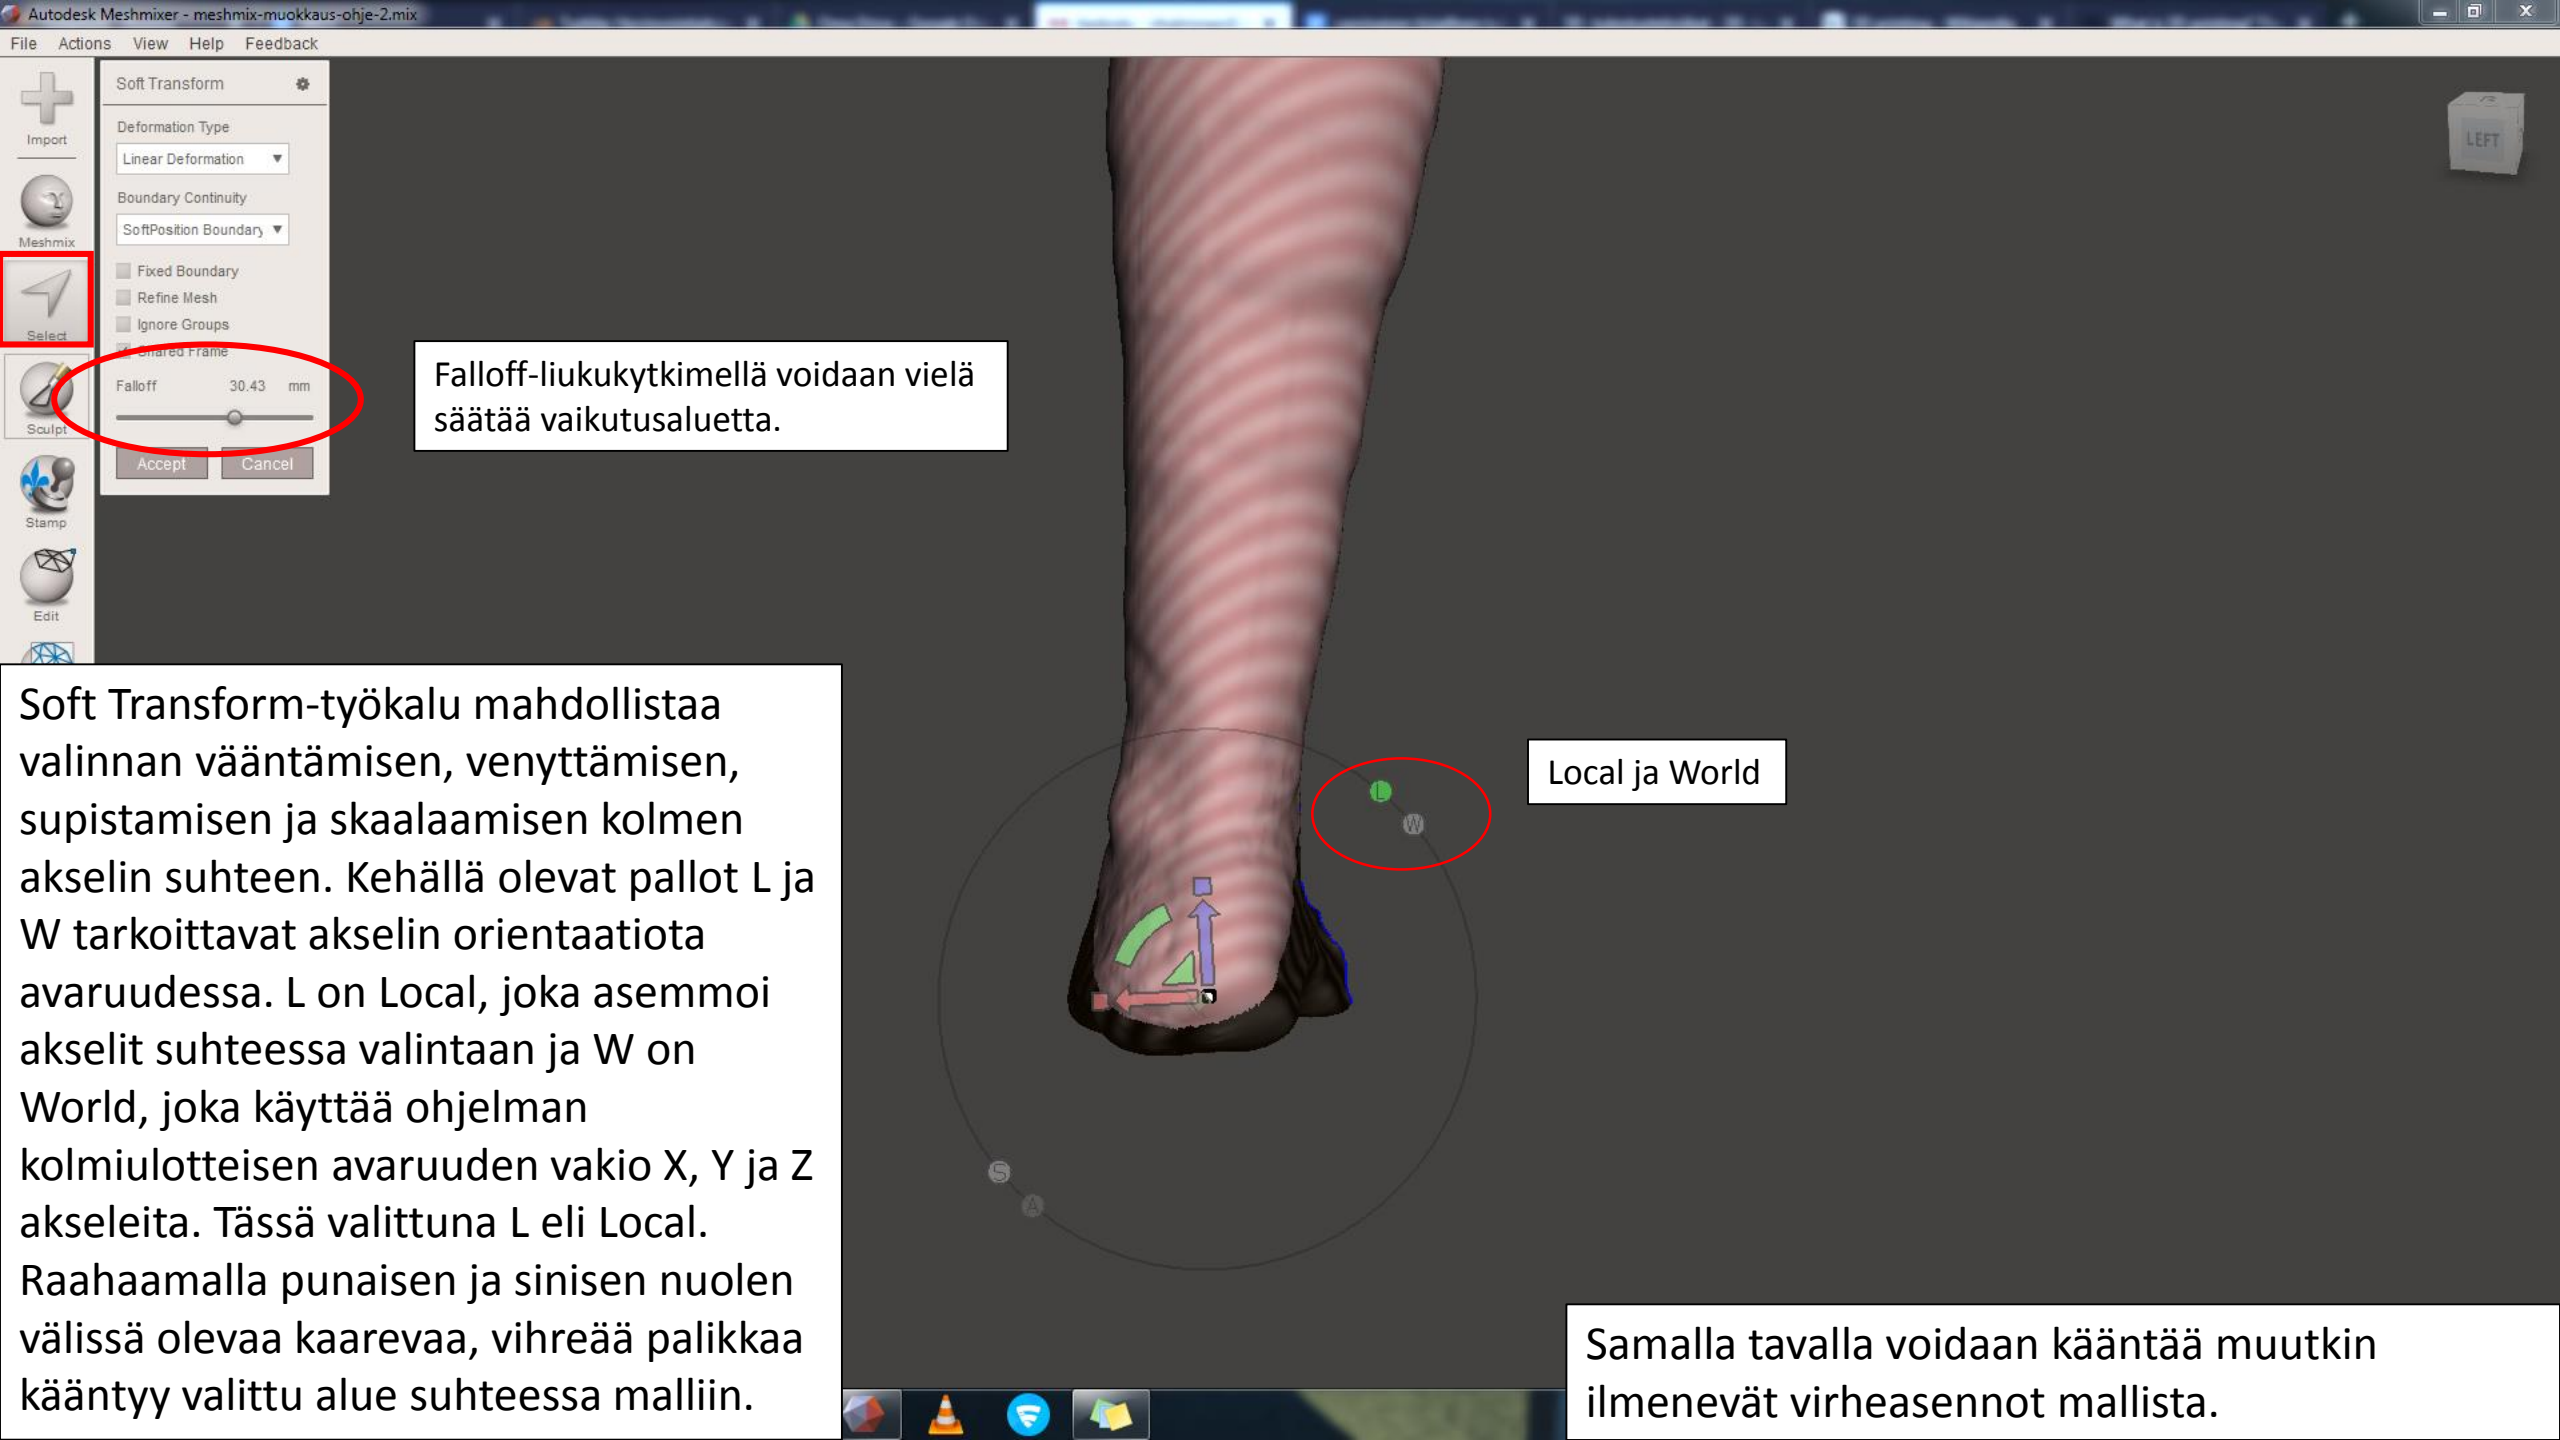 Autodesk Meshmixer - meshmix-muokkaus-ohje-2.mix
File Actions View Help Feedback
Import
Meshmix
Select
Sculpt
Stamp
Edit
Soft Transform
Deformation Type
Linear Deformation
Boundary Continuity
SoftPosition Boundary
Fixed Boundary
Refine Mesh
Ignore Groups
Shared Frame
Falloff 30.43 mm
Accept Cancel
LEFT
Falloff-liukukytkimellä voidaan vielä
säätää vaikutusaluetta.
Local ja World
L
W
S
A
Soft Transform-työkalu mahdollistaa
valinnan vääntämisen, venyttämisen,
supistamisen ja skaalaamisen kolmen
akselin suhteen. Kehällä olevat pallot L ja
W tarkoittavat akselin orientaatiota
avaruudessa. L on Local, joka asemmoi
akselit suhteessa valintaan ja W on
World, joka käyttää ohjelman
kolmiulotteisen avaruuden vakio X, Y ja Z
akseleita. Tässä valittuna L eli Local.
Raahaamalla punaisen ja sinisen nuolen
välissä olevaa kaarevaa, vihreää palikkaa
kääntyy valittu alue suhteessa malliin.
Samalla tavalla voidaan kääntää muutkin
ilmenevät virheasennot mallista.